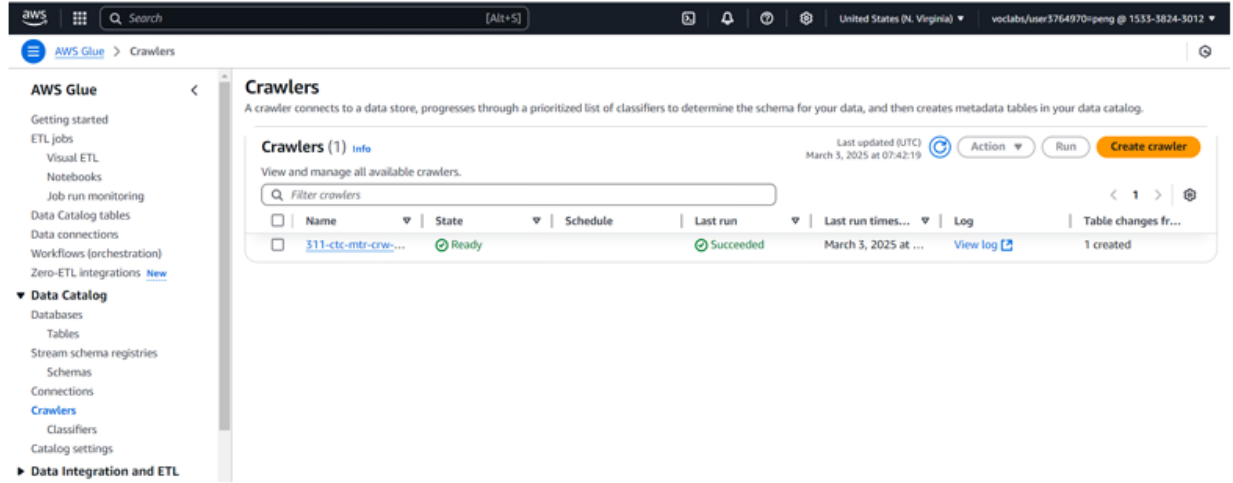 aws
Search [Alt+S] United States (N. Virginia) ▼ voclabs/user3764970=peng @ 1533-3824-3012 ▼
AWS Glue > Crawlers
AWS Glue
Getting started
ETL jobs
Visual ETL
Notebooks
Job run monitoring
Data Catalog tables
Data connections
Workflows (orchestration)
Zero-ETL integrations New
Data Catalog
Databases
Tables
Stream schema registries
Schemas
Connections
Crawlers
Classifiers
Catalog settings
Data Integration and ETL
Crawlers
A crawler connects to a data store, progresses through a prioritized list of classifiers to determine the schema for your data, and then creates metadata tables in your data catalog.
Crawlers (1) Info
Last updated (UTC)
March 3, 2025 at 07:42:19
Action ▼ Run Create crawler
View and manage all available crawlers.
Filter crawlers
< 1 >
Name State Schedule Last run Last run times... Log Table changes fr...
311-ctc-mtr-crw-... Ready Succeeded March 3, 2025 at ... View log 1 created